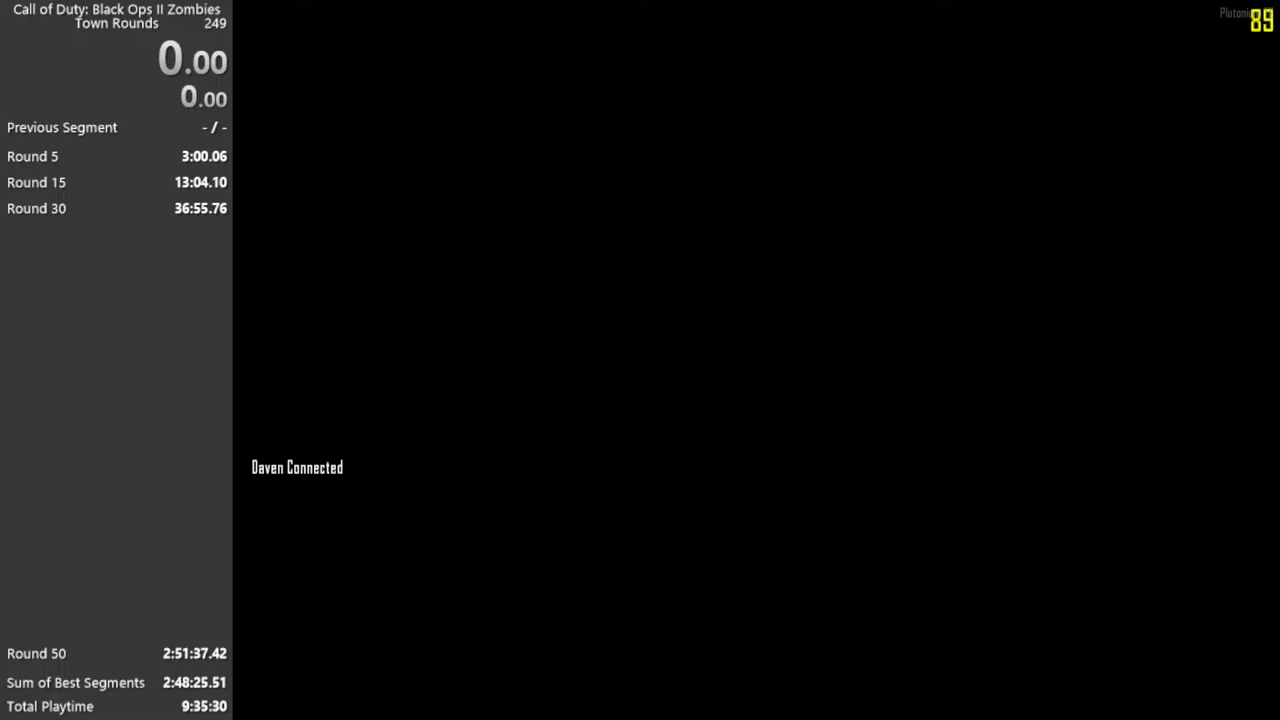 Call of Duty: Black Ops II Zombies
Town Rounds 249
0.00
0.00
Previous Segment - / -
Round 5 3:00.06
Round 15 13:04.10
Round 30 36:55.76
Daven Connected
Round 50 2:51:37.42
Sum of Best Segments 2:48:25.51
Total Playtime 9:35:30
89